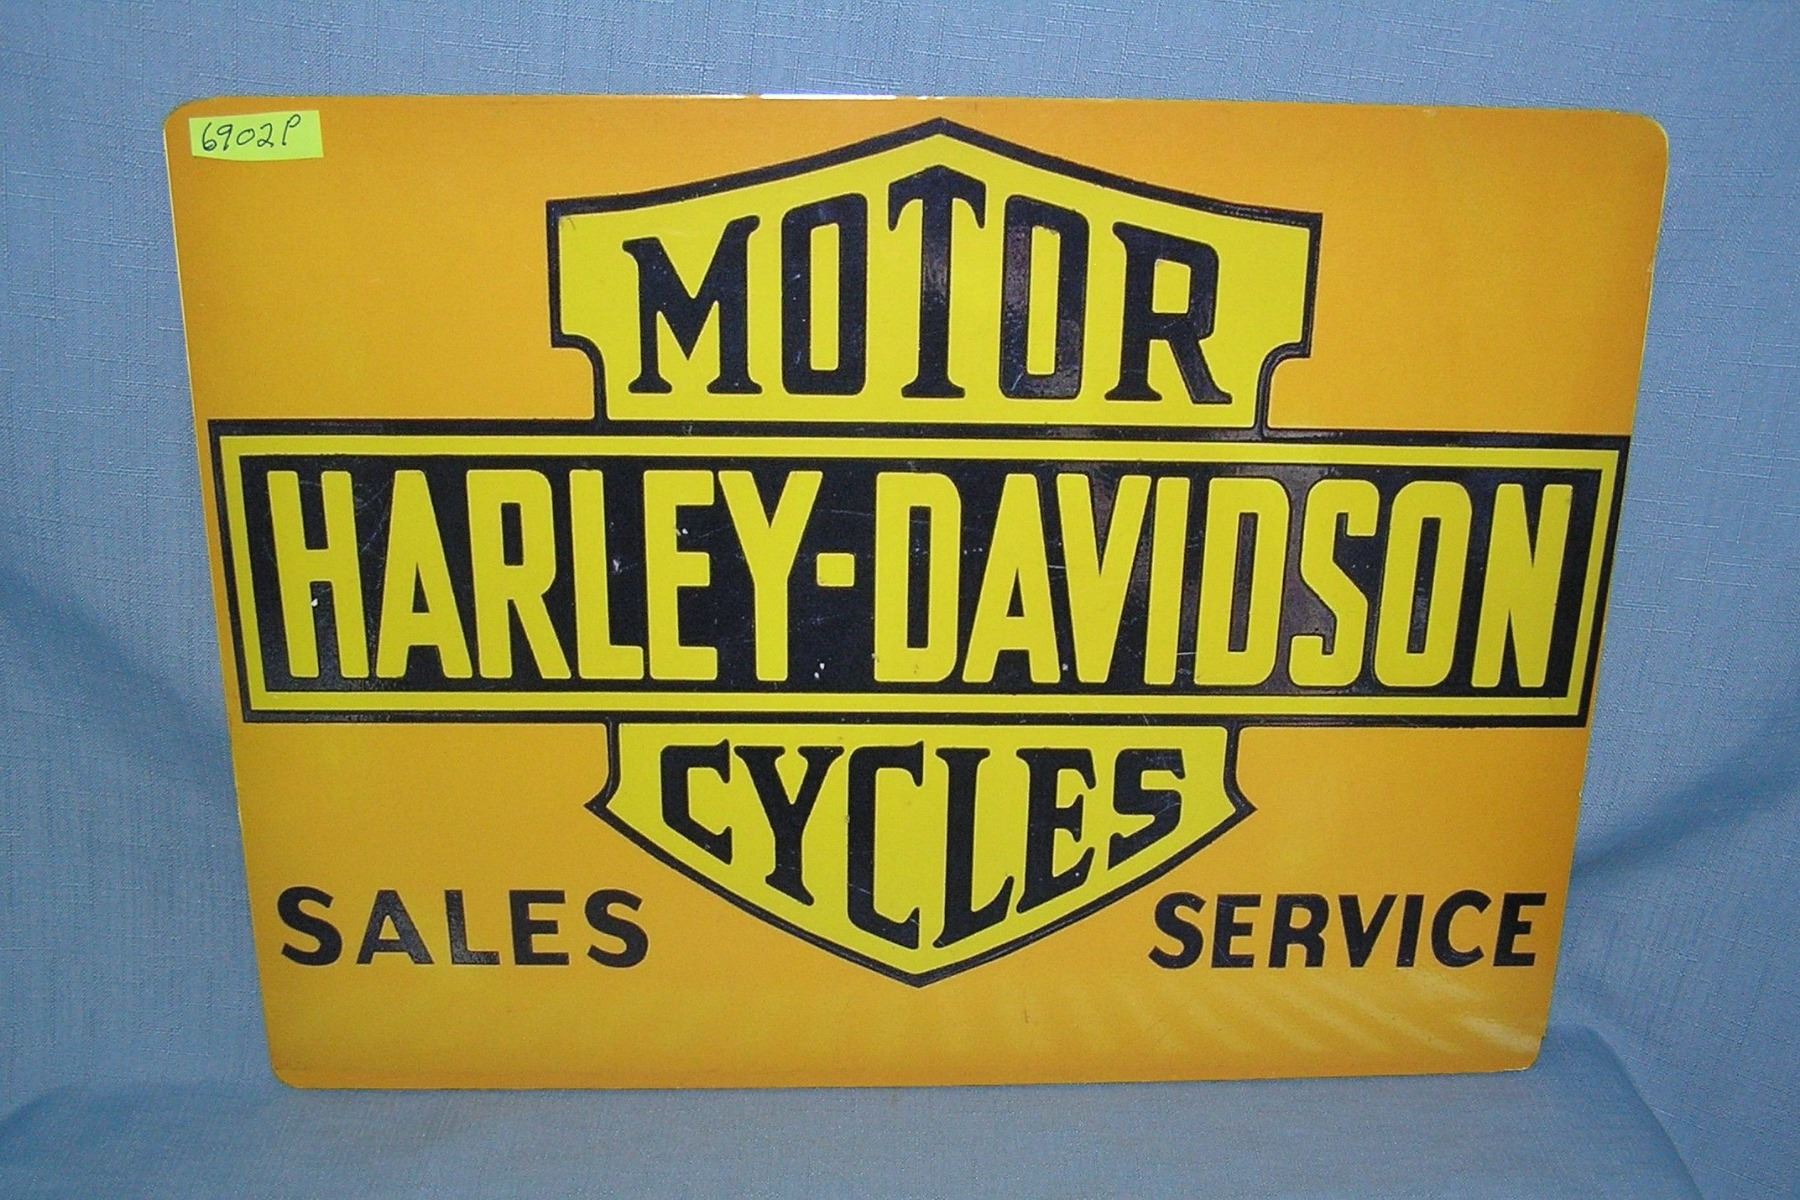 6902P
MOTOR
HARLEY-DAVIDSON
CYCLES
SALES SERVICE